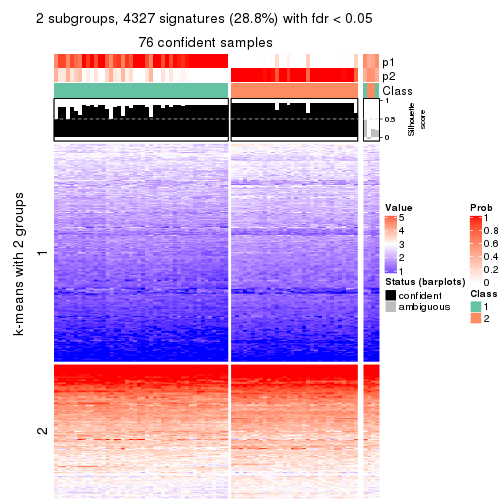 2 subgroups, 4327 signatures (28.8%) with fdr < 0.05
76 confident samples
p1
p2
Class
1
0.5
0
Silhouette
score
k-means with 2 groups
1
2
Value
5
4
3
2
1
Status (barplots)
confident
ambiguous
Prob
1
0.8
0.6
0.4
0.2
0
Class
1
2